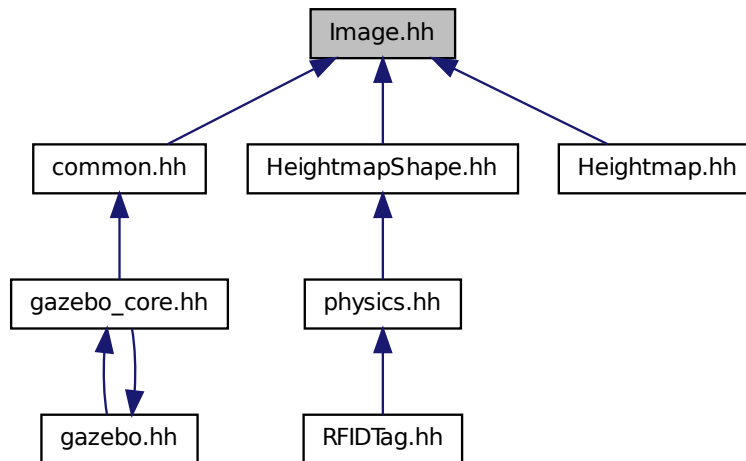 Image.hh
common.hh
HeightmapShape.hh
Heightmap.hh
gazebo_core.hh
physics.hh
gazebo.hh
RFIDTag.hh